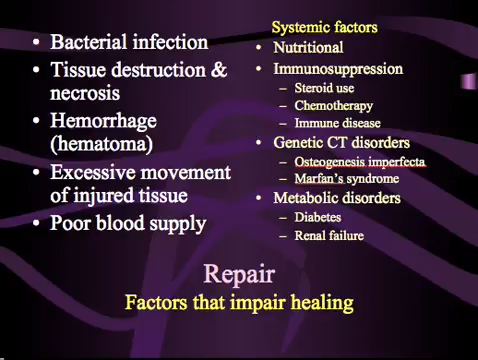 • Bacterial infection
• Tissue destruction &
necrosis
• Hemorrhage
(hematoma)
• Excessive movement
of injured tissue
• Poor blood supply
Systemic factors
• Nutritional
• Immunosuppression
– Steroid use
– Chemotherapy
– Immune disease
• Genetic CT disorders
– Osteogenesis imperfecta
– Marfan's syndrome
• Metabolic disorders
– Diabetes
– Renal failure
Repair
Factors that impair healing